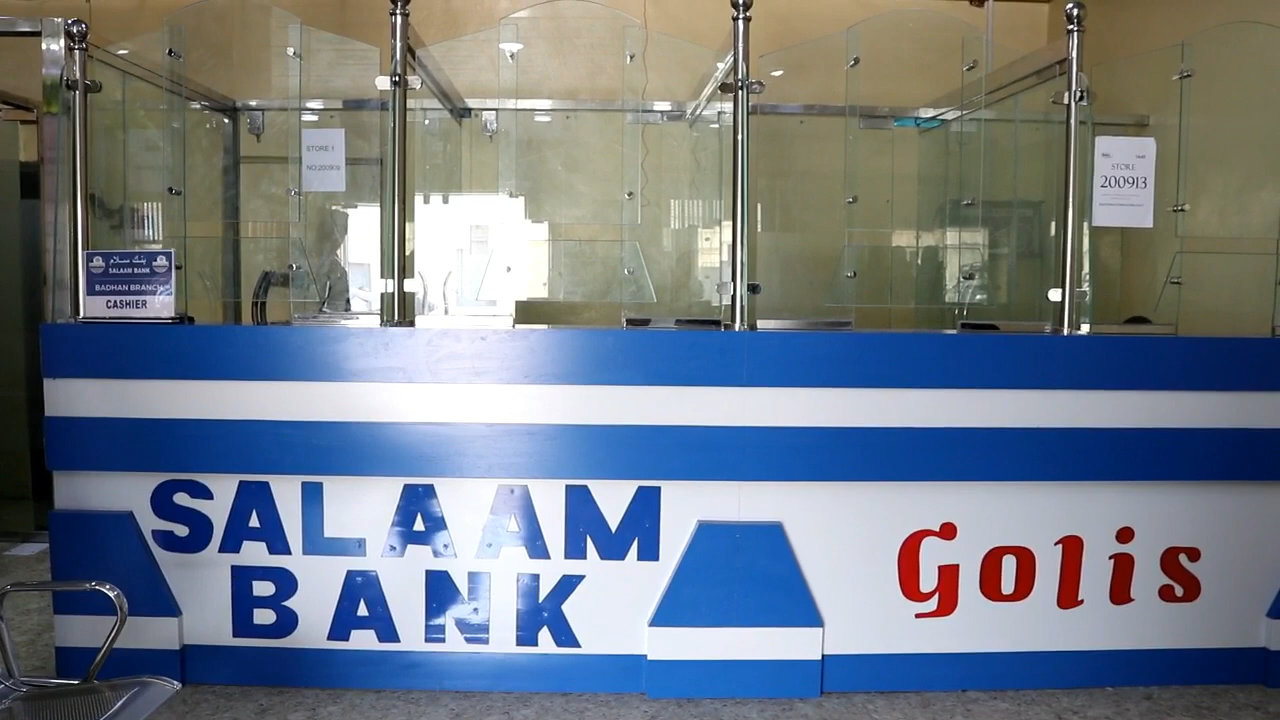 STORE 1
NO:200909
STORE
200913
بنك سلام
SALAAM BANK
BADHAN BRANCH
CASHIER
SALAAM
BANK
Golis